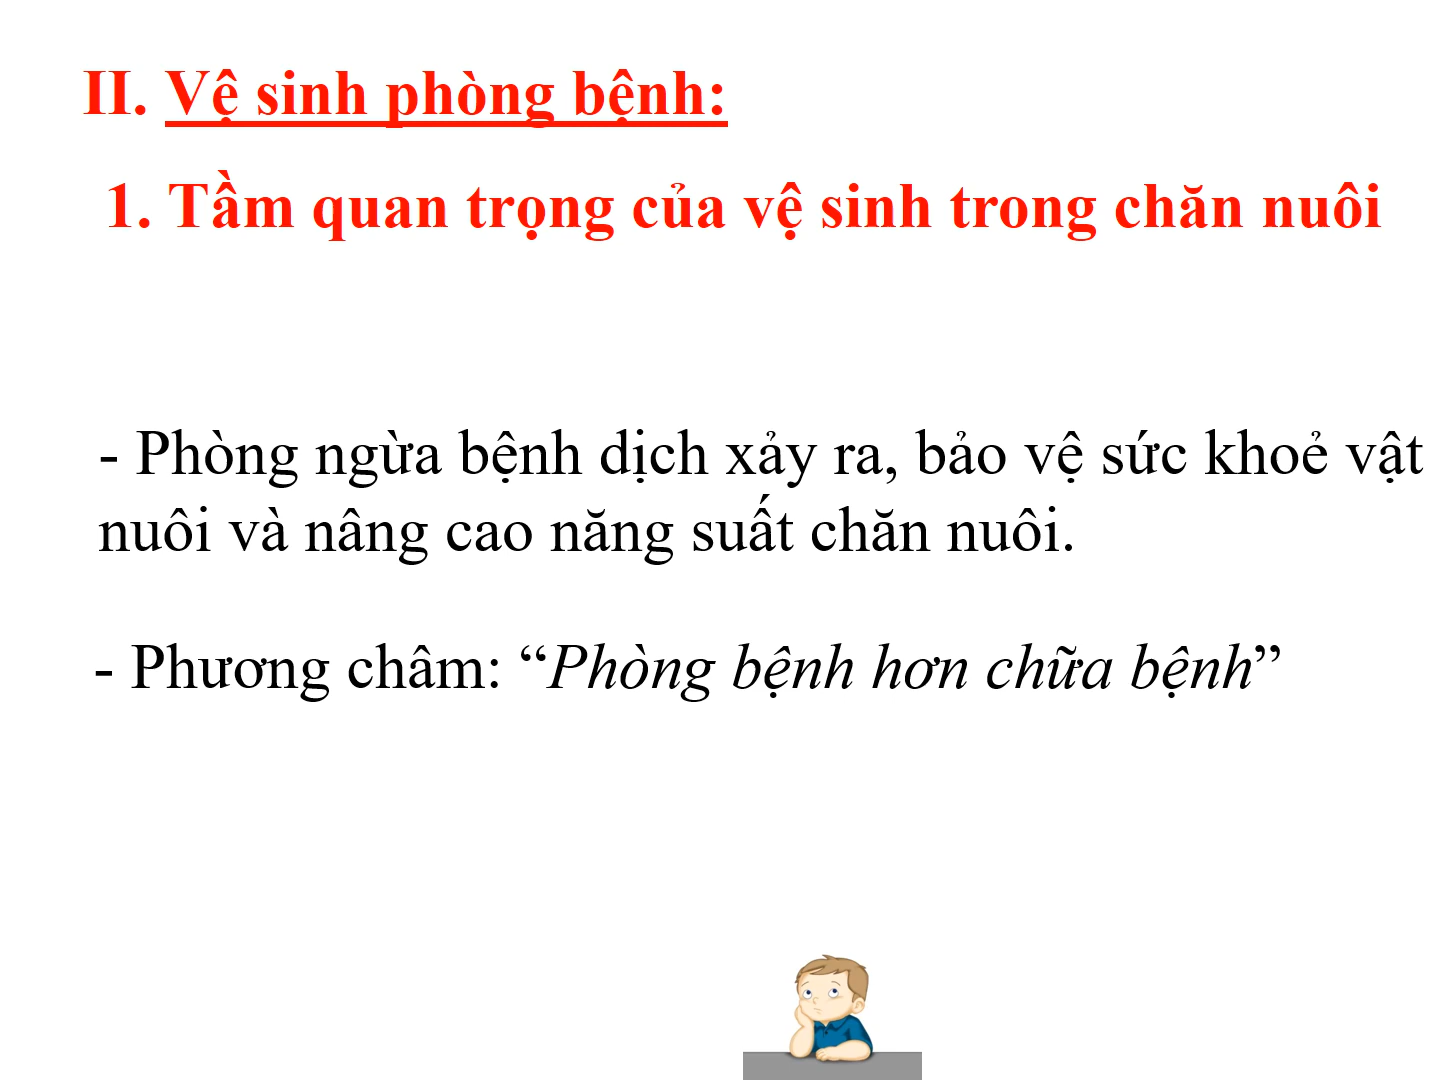 II. Vệ sinh phòng bệnh:
1. Tầm quan trọng của vệ sinh trong chăn nuôi
- Phòng ngừa bệnh dịch xảy ra, bảo vệ sức khoẻ vật
nuôi và nâng cao năng suất chăn nuôi.
- Phương châm: “Phòng bệnh hơn chữa bệnh”